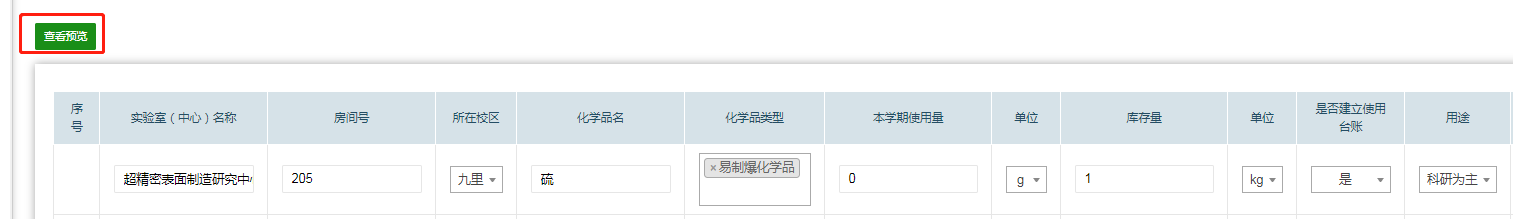 查看预览
序号 实验室（中心）名称 房间号 所在校区 化学品名 化学品类型 本学期使用量 单位 库存量 单位 是否建立使用台账 用途
超精密表面制造研究中心 205 九里 硫 ×易制爆化学品 0 g 1 kg 是 科研为主